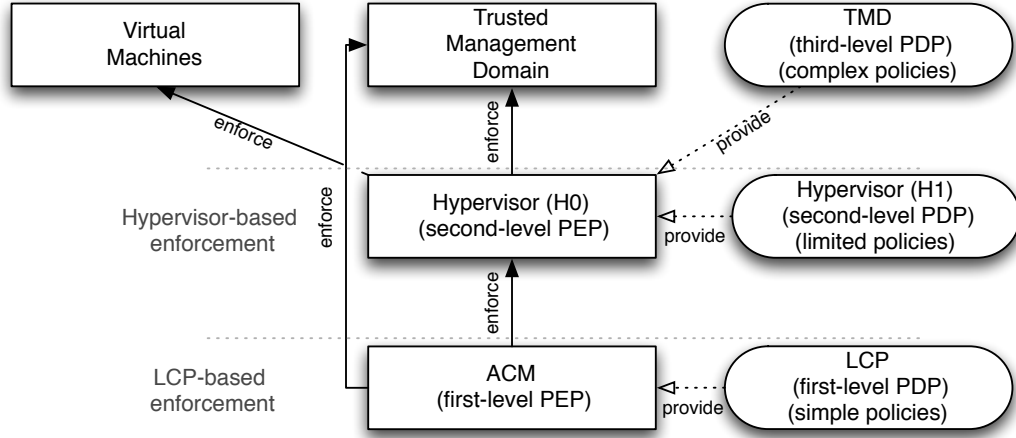 Virtual
Machines
Trusted
Management
Domain
TMD
(third-level PDP)
(complex policies)
enforce
enforce
provide
Hypervisor-based
enforcement
enforce
Hypervisor (H0)
(second-level PEP)
provide
Hypervisor (H1)
(second-level PDP)
(limited policies)
enforce
LCP-based
enforcement
ACM
(first-level PEP)
provide
LCP
(first-level PDP)
(simple policies)